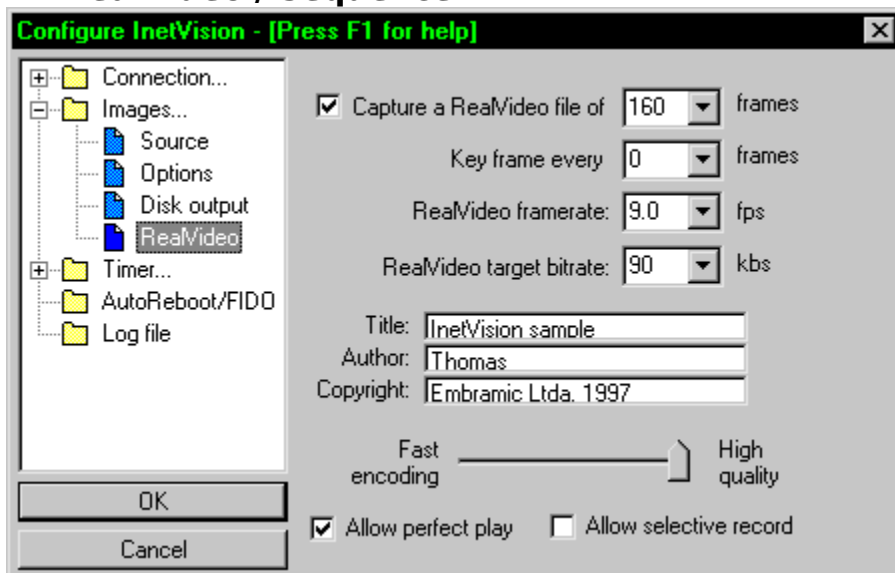 Configure InetVision - [Press F1 for help]
Connection...
Images...
Source
Options
Disk output
RealVideo
Timer...
AutoReboot/FIDO
Log file
OK
Cancel
Capture a RealVideo file of 160 frames
Key frame every 0 frames
RealVideo framerate: 9.0 fps
RealVideo target bitrate: 90 kbs
Title: InetVision sample
Author: Thomas
Copyright: Embramic Ltda. 1997
Fast encoding High quality
Allow perfect play Allow selective record